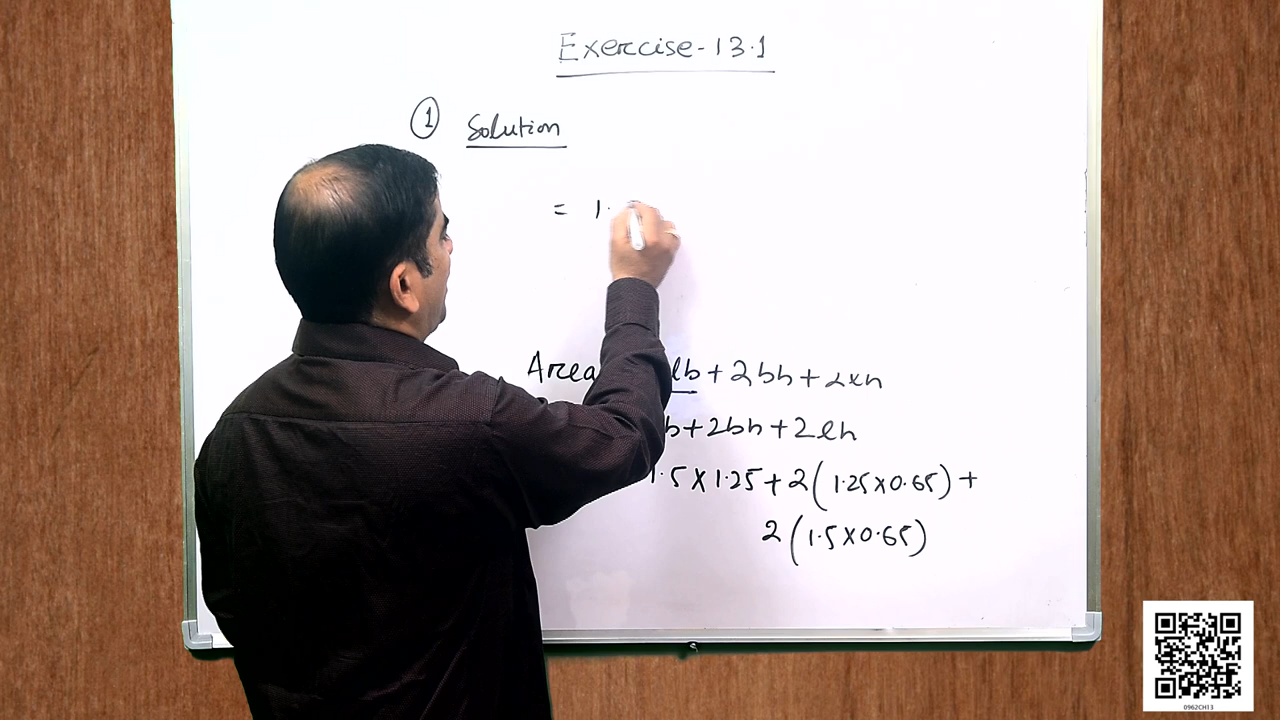 Exercise-13.1
1 Solution
= 1.
Area lb + 2bh + 2xh
b + 2bh + 2lh
1.5 X 1.25 + 2 (1.25 x 0.65) +
2 (1.5 X 0.65)
0962CH13